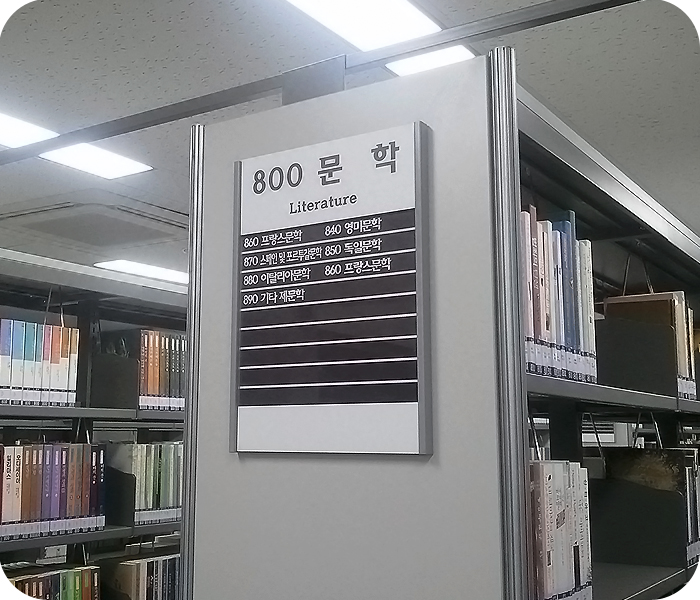 800 문 학
Literature
860 프랑스문학 840 영미문학
870 스페인 및 포르투갈문학 850 독일문학
880 이탈리아문학 860 프랑스문학
890 기타 제문학